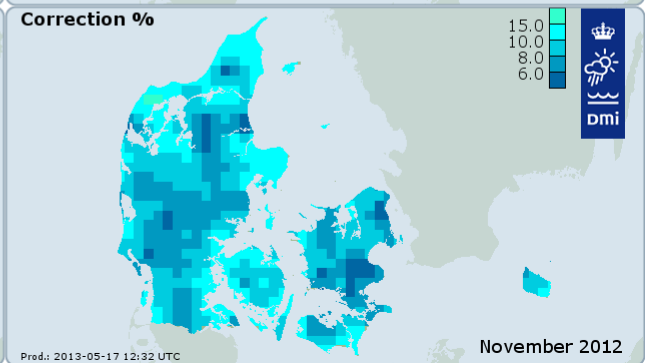 Correction %
15.0
10.0
8.0
6.0
DMi
November 2012
Prod.: 2013-05-17 12:32 UTC